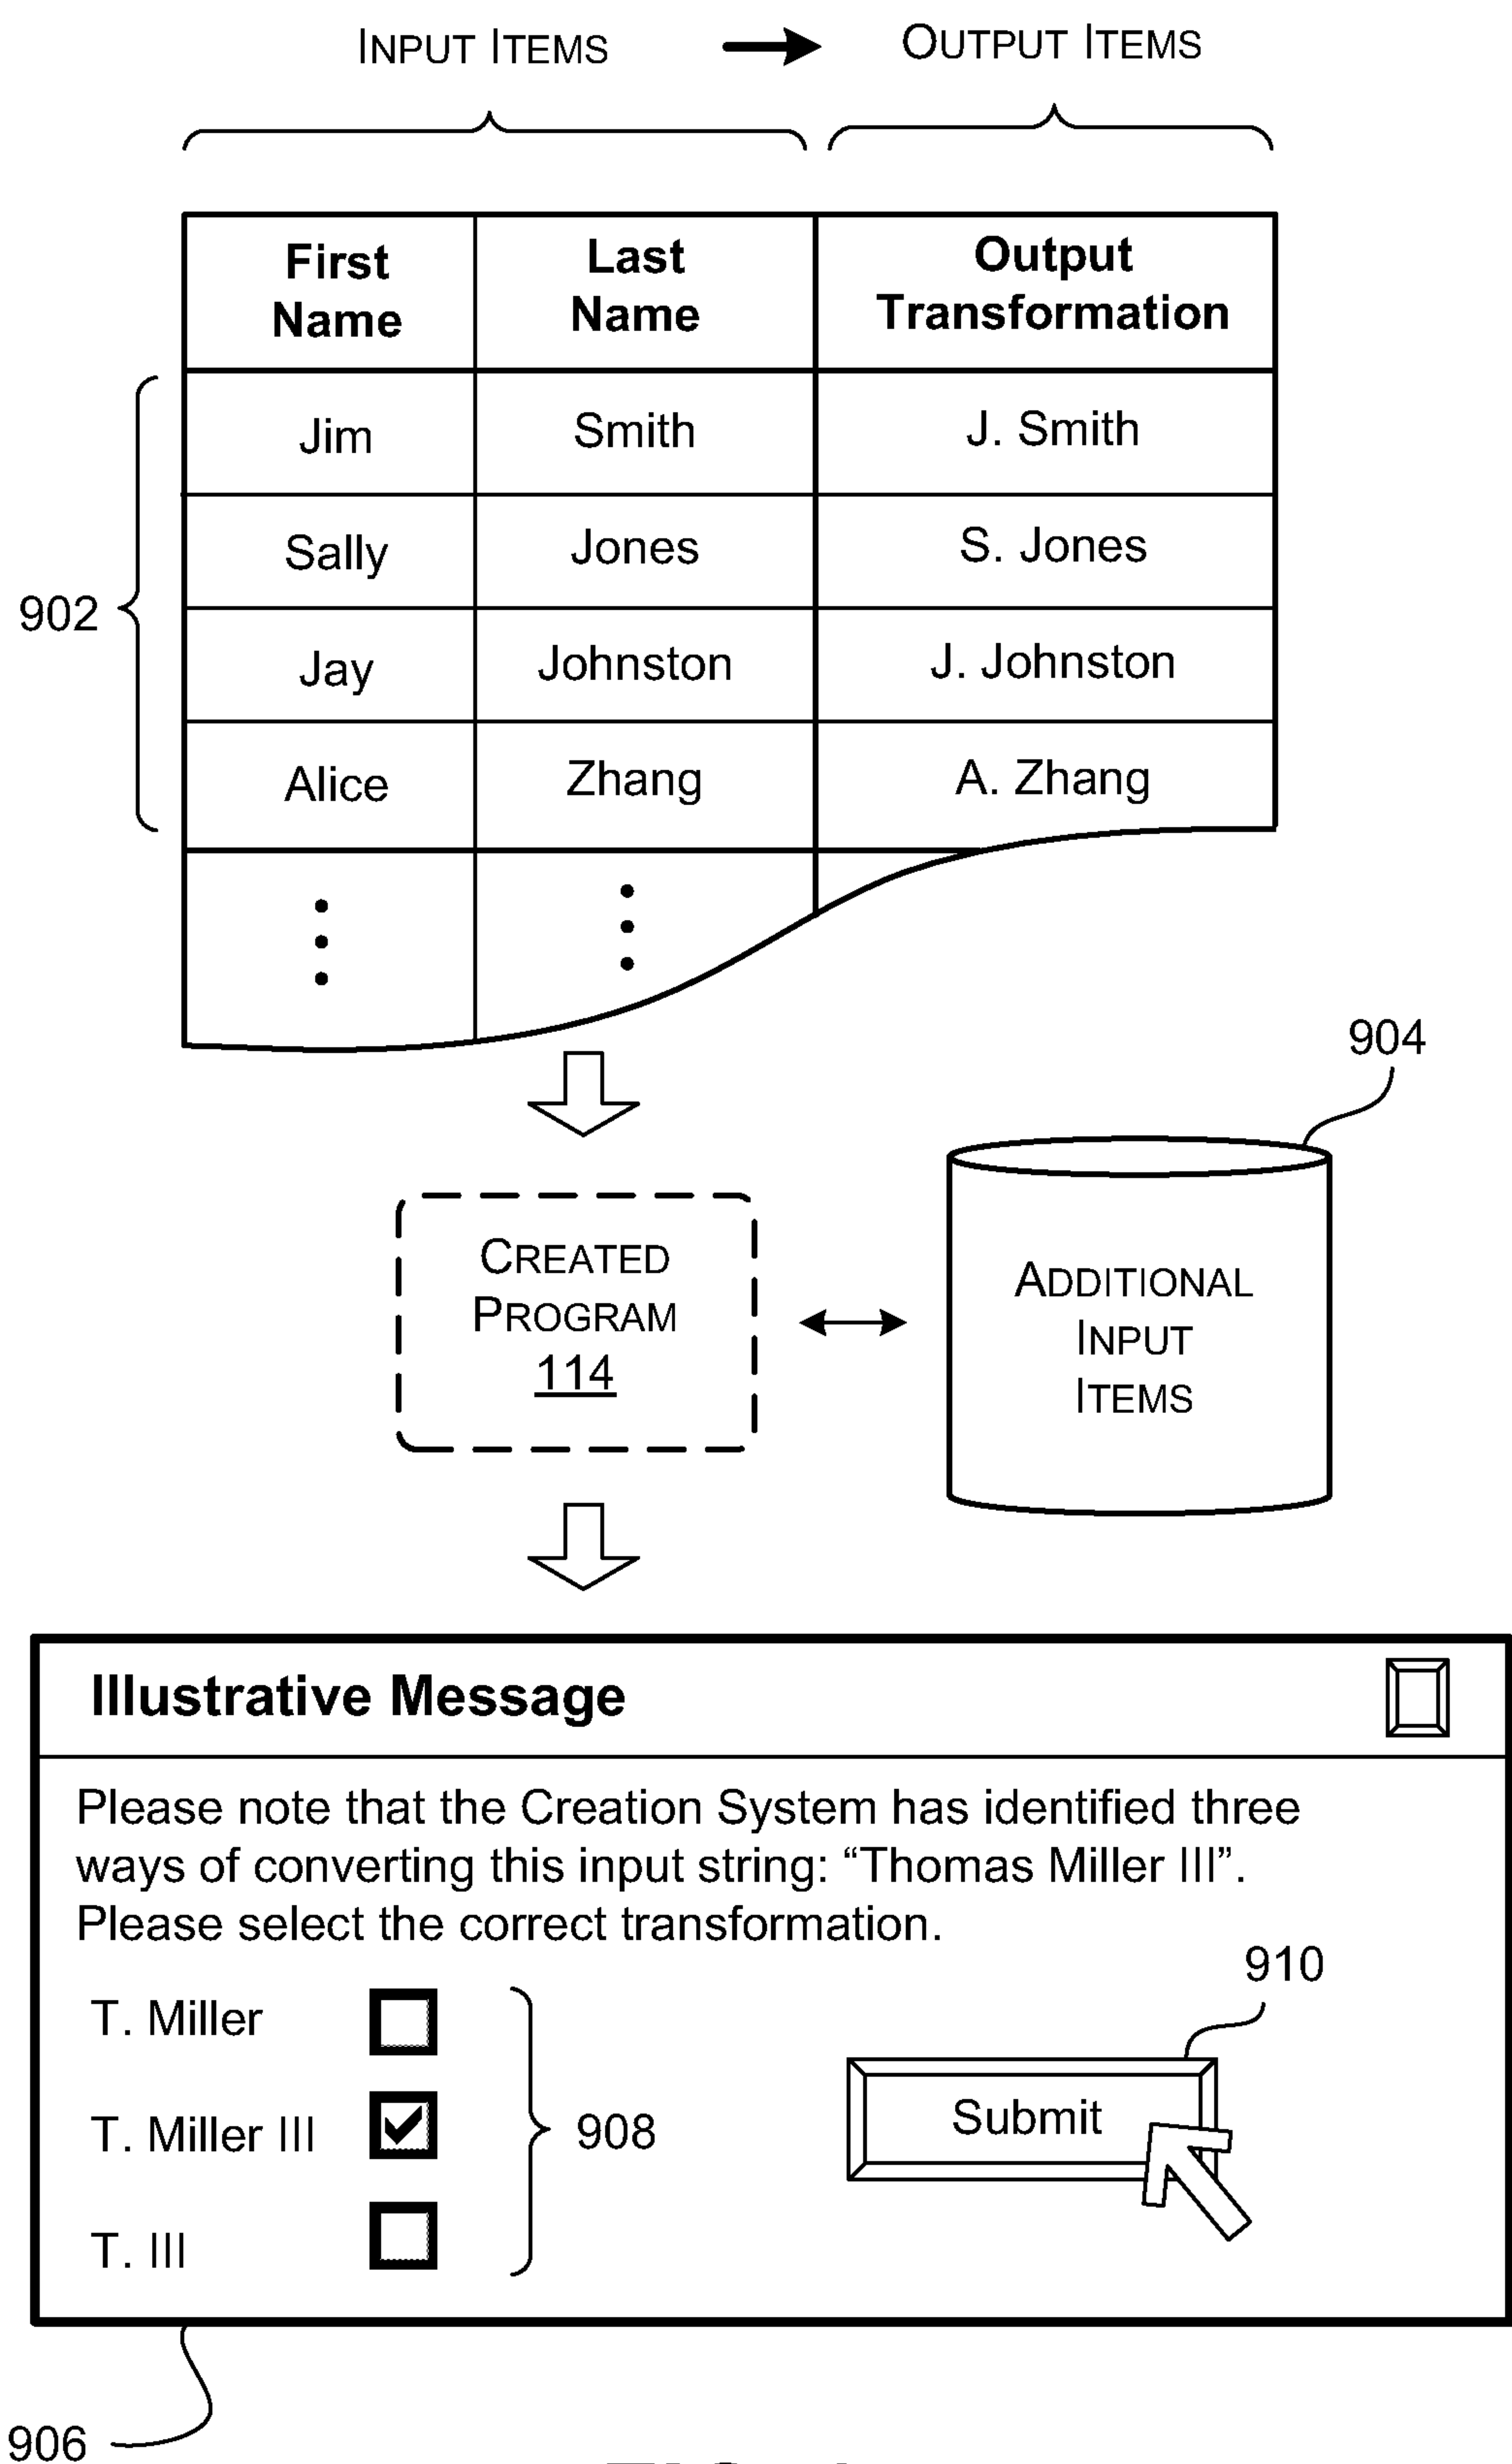 INPUT ITEMS → OUTPUT ITEMS
First Name Last Name Output Transformation
Jim Smith J. Smith
Sally Jones S. Jones
902
Jay Johnston J. Johnston
Alice Zhang A. Zhang
904
CREATED
PROGRAM
114
ADDITIONAL
INPUT
ITEMS
Illustrative Message
Please note that the Creation System has identified three
ways of converting this input string: “Thomas Miller III”.
Please select the correct transformation.
910
T. Miller
T. Miller III
908
Submit
T. III
906